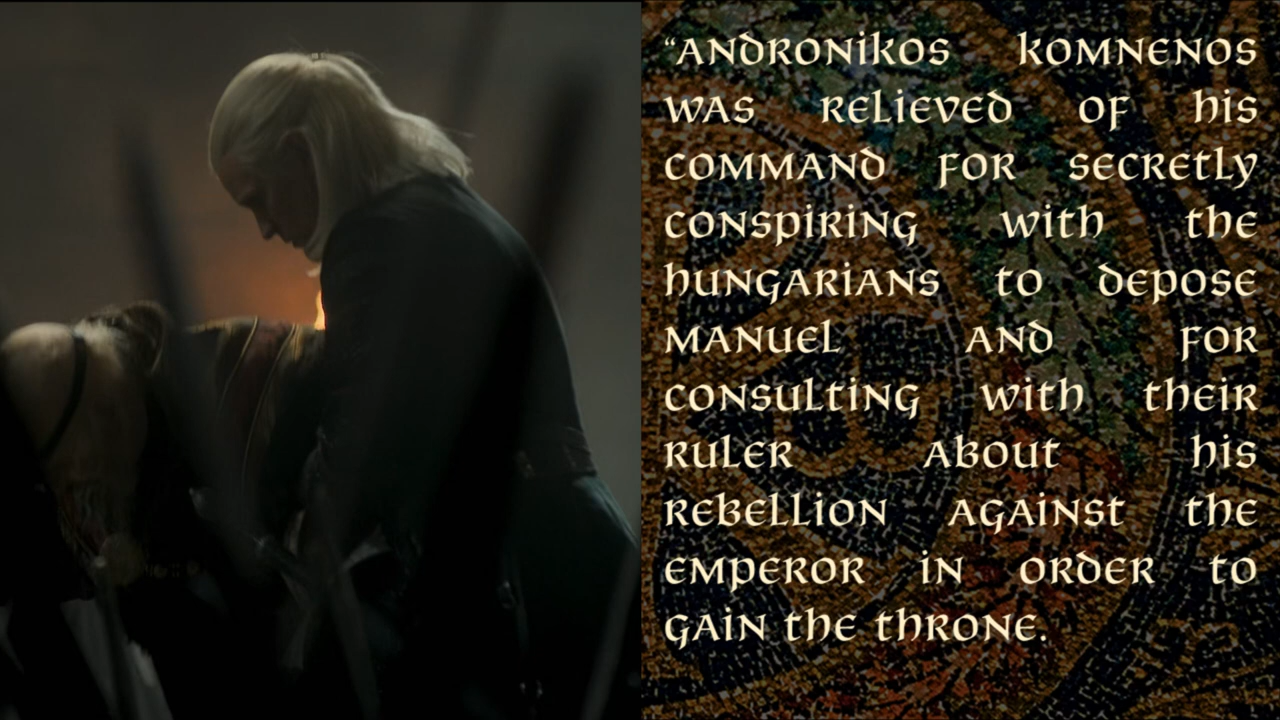 “Andronikos Komnenos
was relieved of his
command for secretly
conspiring with the
Hungarians to depose
Manuel and for
consulting with their
ruler about his
rebellion against the
emperor in order to
gain the throne.